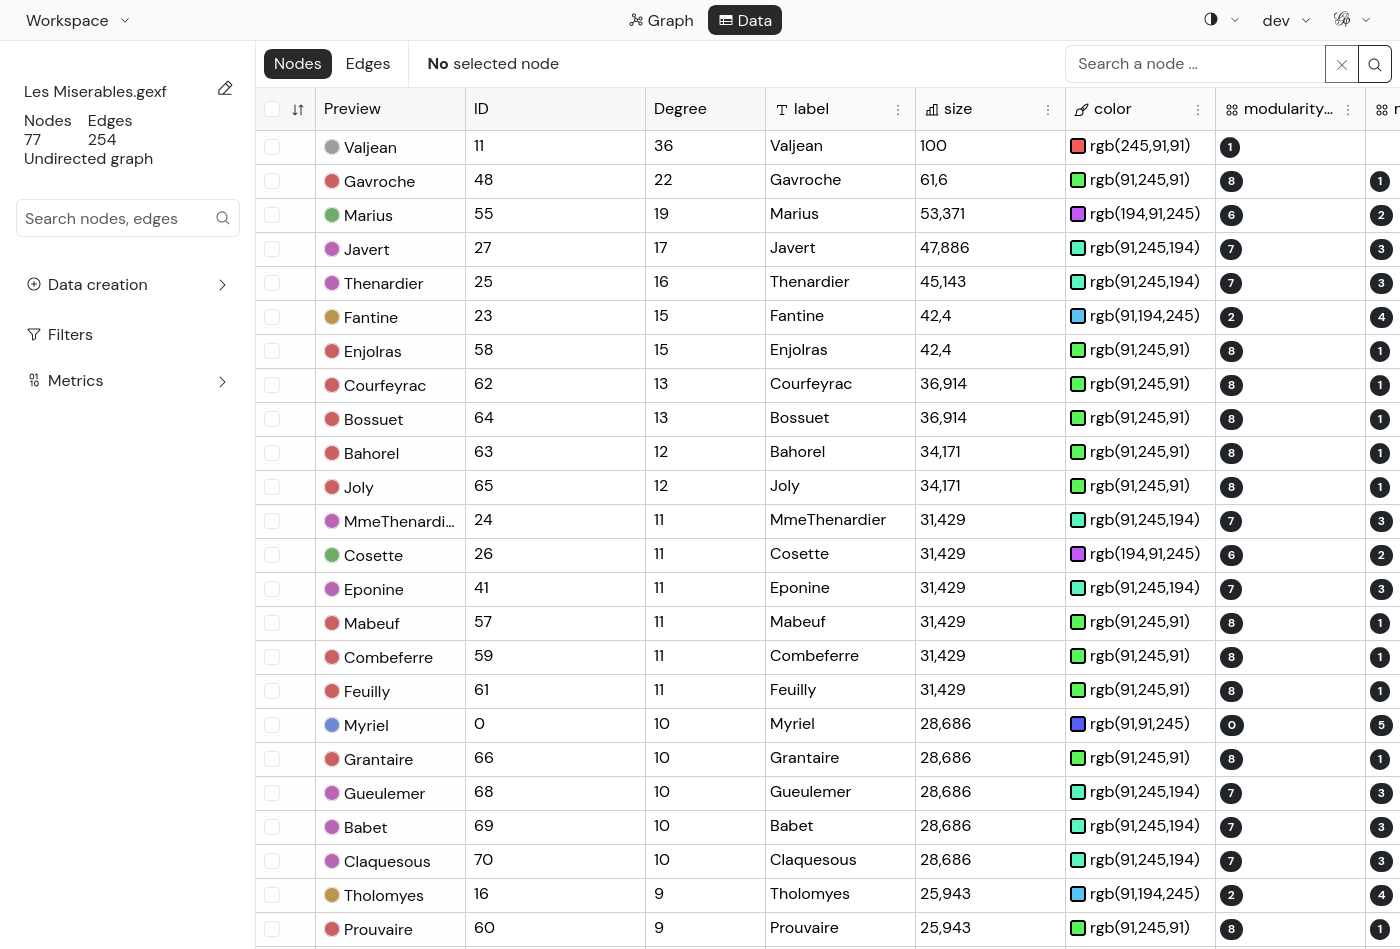 Workspace
Graph
Data
dev
Les Miserables.gexf
Nodes Edges
77 254
Undirected graph
Search nodes, edges
Data creation
Filters
Metrics
Nodes Edges No selected node
Search a node ...
Preview ID Degree label size color modularity...
Valjean 11 36 Valjean 100 rgb(245,91,91) 1
Gavroche 48 22 Gavroche 61,6 rgb(91,245,91) 8 1
Marius 55 19 Marius 53,371 rgb(194,91,245) 6 2
Javert 27 17 Javert 47,886 rgb(91,245,194) 7 3
Thenardier 25 16 Thenardier 45,143 rgb(91,245,194) 7 3
Fantine 23 15 Fantine 42,4 rgb(91,194,245) 2 4
Enjolras 58 15 Enjolras 42,4 rgb(91,245,91) 8 1
Courfeyrac 62 13 Courfeyrac 36,914 rgb(91,245,91) 8 1
Bossuet 64 13 Bossuet 36,914 rgb(91,245,91) 8 1
Bahorel 63 12 Bahorel 34,171 rgb(91,245,91) 8 1
Joly 65 12 Joly 34,171 rgb(91,245,91) 8 1
MmeThenardi... 24 11 MmeThenardier 31,429 rgb(91,245,194) 7 3
Cosette 26 11 Cosette 31,429 rgb(194,91,245) 6 2
Eponine 41 11 Eponine 31,429 rgb(91,245,194) 7 3
Mabeuf 57 11 Mabeuf 31,429 rgb(91,245,91) 8 1
Combeferre 59 11 Combeferre 31,429 rgb(91,245,91) 8 1
Feuilly 61 11 Feuilly 31,429 rgb(91,245,91) 8 1
Myriel 0 10 Myriel 28,686 rgb(91,91,245) 0 5
Grantaire 66 10 Grantaire 28,686 rgb(91,245,91) 8 1
Gueulemer 68 10 Gueulemer 28,686 rgb(91,245,194) 7 3
Babet 69 10 Babet 28,686 rgb(91,245,194) 7 3
Claquesous 70 10 Claquesous 28,686 rgb(91,245,194) 7 3
Tholomyes 16 9 Tholomyes 25,943 rgb(91,194,245) 2 4
Prouvaire 60 9 Prouvaire 25,943 rgb(91,245,91) 8 1